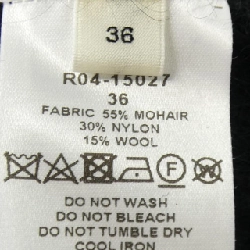 36
R04-15027
36
FABRIC 55% MOHAIR
30% NYLON
15% WOOL
DO NOT WASH
DO NOT BLEACH
DO NOT TUMBLE DRY
COOL IRON